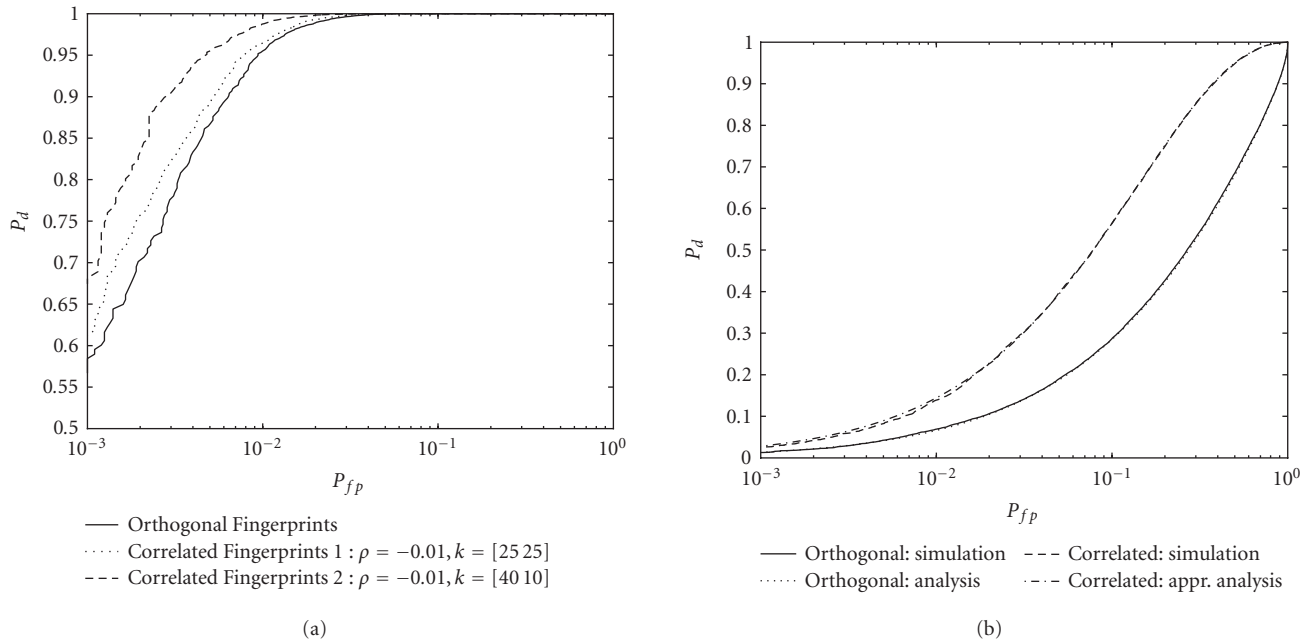 1
0.95
0.9
0.85
0.8
0.75
0.7
0.65
0.6
0.55
0.5
P_d
10^−3
10^−2
10^−1
10^0
P_fp
Orthogonal Fingerprints
Correlated Fingerprints 1 : ρ = −0.01, k = [25 25]
Correlated Fingerprints 2 : ρ = −0.01, k = [40 10]
(a)
1
0.9
0.8
0.7
0.6
0.5
0.4
0.3
0.2
0.1
0
P_d
10^−3
10^−2
10^−1
10^0
P_fp
Orthogonal: simulation
Orthogonal: analysis
Correlated: simulation
Correlated: appr. analysis
(b)